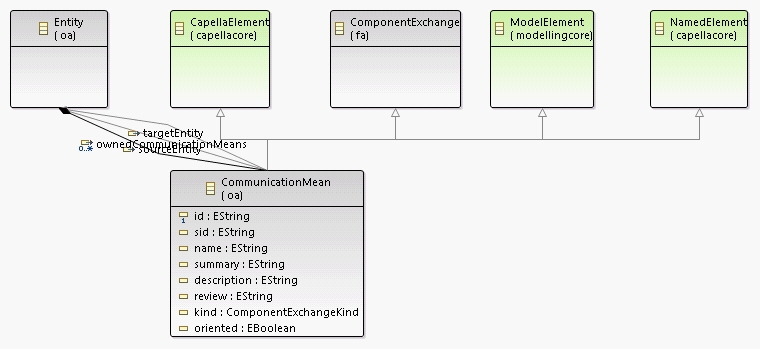 Entity
( oa)
CapellaElement
( capellacore)
ComponentExchange
( fa)
ModelElement
( modellingcore)
NamedElement
( capellacore)
targetEntity
0..* ownedCommunicationMeans
sourceEntity
CommunicationMean
( oa)
1
id : EString
sid : EString
name : EString
summary : EString
description : EString
review : EString
kind : ComponentExchangeKind
oriented : EBoolean